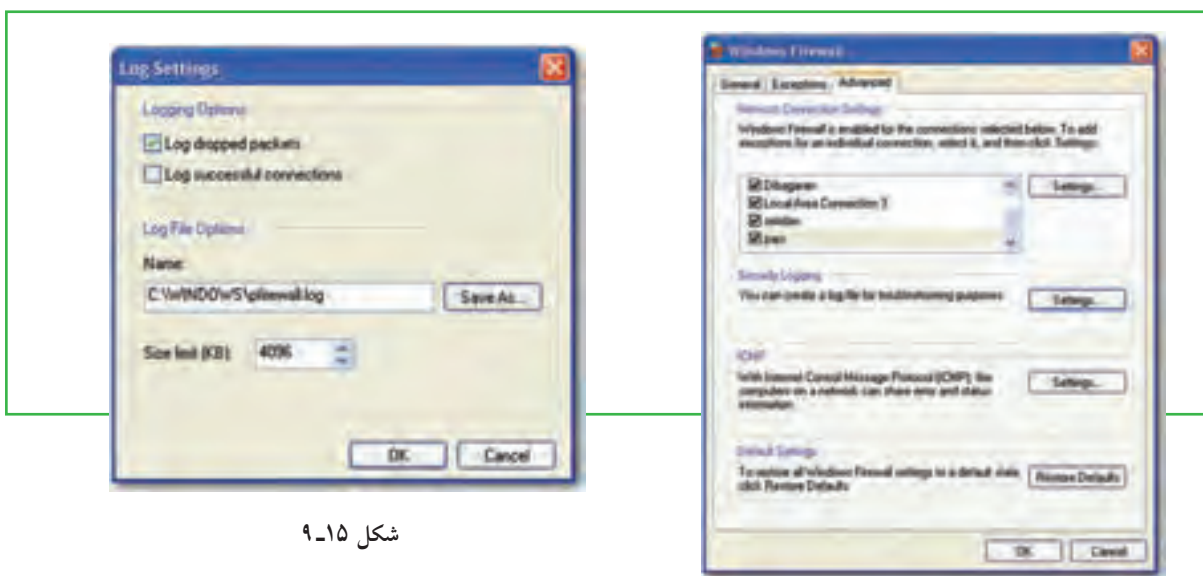 Log Settings
Logging Options
Log dropped packets
Log successful connections
Log File Options
Name:
C:\WINDOWS\pfirewall.log
Save As...
Size limit (KB):
4096
OK
Cancel
شکل ۱۵ـ۹
Windows Firewall
General
Exceptions
Advanced
Network Connection Settings
Windows Firewall is enabled for the connections selected below. To add
exceptions for an individual connection, select it, and then click Settings:
Dibagaran
Local Area Connection 3
Settings...
Security Logging
You can create a log file for troubleshooting purposes.
Settings...
ICMP
With Internet Control Message Protocol (ICMP), the
computers on a network can share error and status
information.
Settings...
Default Settings
To restore all Windows Firewall settings to a default state,
click Restore Defaults.
Restore Defaults
OK
Cancel